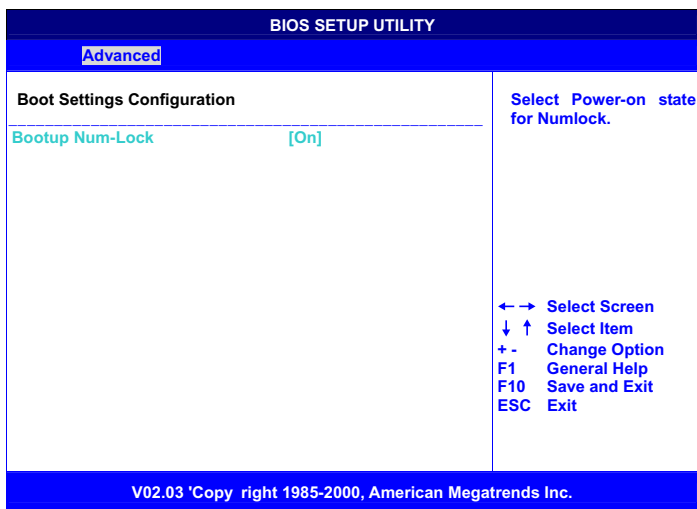 BIOS SETUP UTILITY
Advanced
Boot Settings Configuration
Bootup Num-Lock [On]
Select Power-on state
for Numlock.
←→ Select Screen
↓ ↑ Select Item
+ - Change Option
F1 General Help
F10 Save and Exit
ESC Exit
V02.03 'Copy right 1985-2000, American Megatrends Inc.